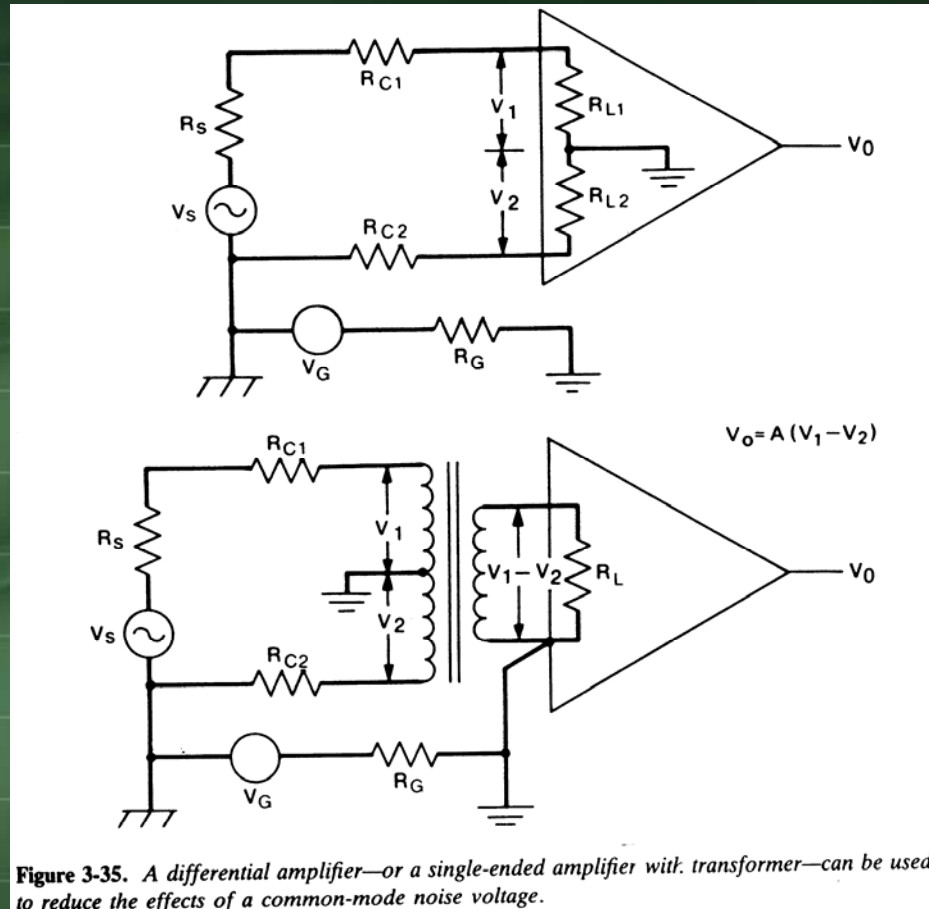 RC1
RS
V1
RL1
V0
VS
V2
RL2
RC2
VG
RG
Vo=A(V1−V2)
RC1
RS
V1
V1−V2
RL
V0
V2
VS
RC2
VG
RG
Figure 3-35. A differential amplifier—or a single-ended amplifier with transformer—can be used
to reduce the effects of a common-mode noise voltage.